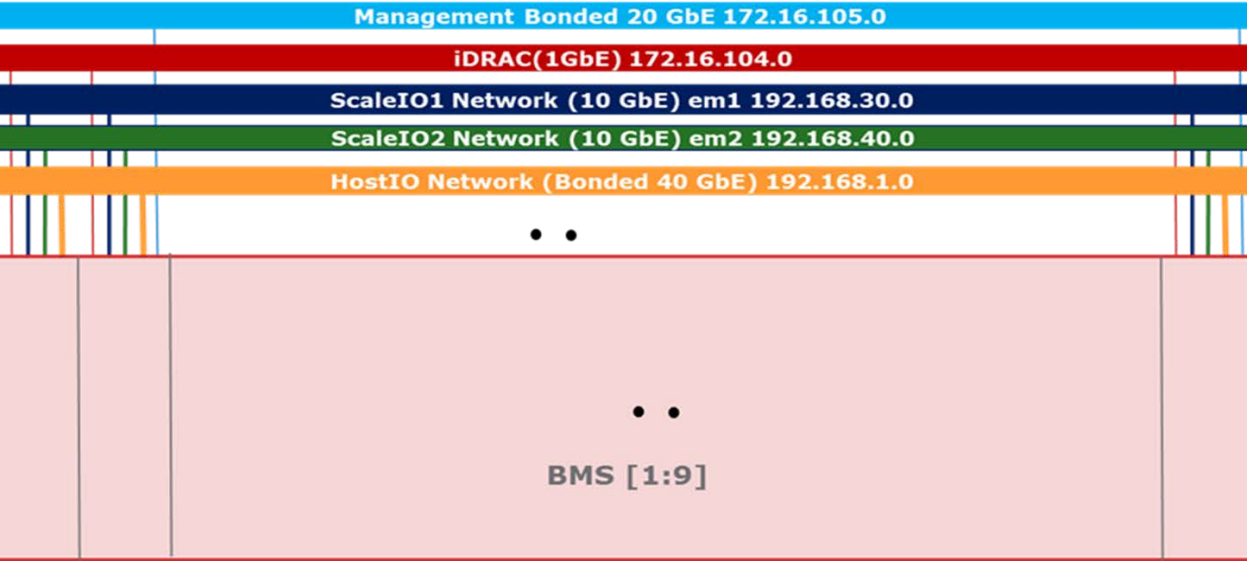 Management Bonded 20 GbE 172.16.105.0
iDRAC(1GbE) 172.16.104.0
ScaleIO1 Network (10 GbE) em1 192.168.30.0
ScaleIO2 Network (10 GbE) em2 192.168.40.0
HostIO Network (Bonded 40 GbE) 192.168.1.0
BMS [1:9]